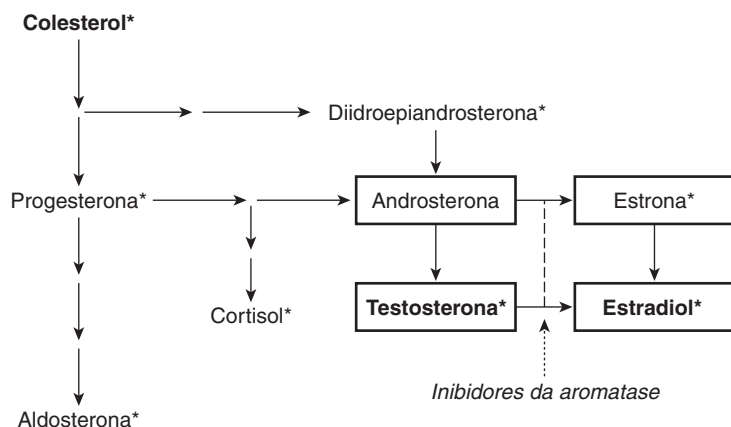 Colesterol*
Diidroepiandrosterona*
Progesterona*
Androsterona
Estrona*
Cortisol*
Testosterona*
Estradiol*
Inibidores da aromatase
Aldosterona*